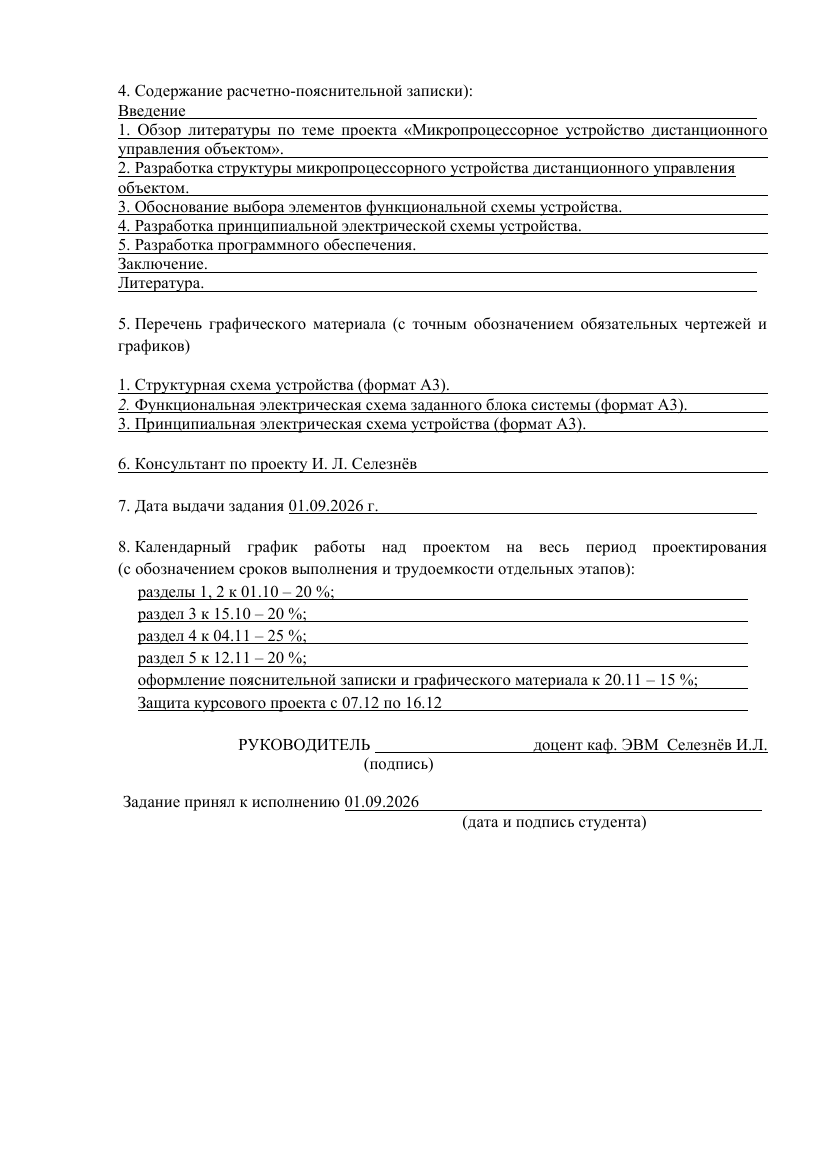 4. Содержание расчетно-пояснительной записки):
Введение
1. Обзор литературы по теме проекта «Микропроцессорное устройство дистанционного
управления объектом».
2. Разработка структуры микропроцессорного устройства дистанционного управления
объектом.
3. Обоснование выбора элементов функциональной схемы устройства.
4. Разработка принципиальной электрической схемы устройства.
5. Разработка программного обеспечения.
Заключение.
Литература.
5. Перечень графического материала (с точным обозначением обязательных чертежей и
графиков)
1. Структурная схема устройства (формат А3).
2. Функциональная электрическая схема заданного блока системы (формат А3).
3. Принципиальная электрическая схема устройства (формат А3).
6. Консультант по проекту И. Л. Селезнёв
7. Дата выдачи задания 01.09.2026 г.
8. Календарный график работы над проектом на весь период проектирования
(с обозначением сроков выполнения и трудоемкости отдельных этапов):
разделы 1, 2 к 01.10 – 20 %;
раздел 3 к 15.10 – 20 %;
раздел 4 к 04.11 – 25 %;
раздел 5 к 12.11 – 20 %;
оформление пояснительной записки и графического материала к 20.11 – 15 %;
Защита курсового проекта с 07.12 по 16.12
РУКОВОДИТЕЛЬ доцент каф. ЭВМ Селезнёв И.Л.
(подпись)
Задание принял к исполнению 01.09.2026
(дата и подпись студента)